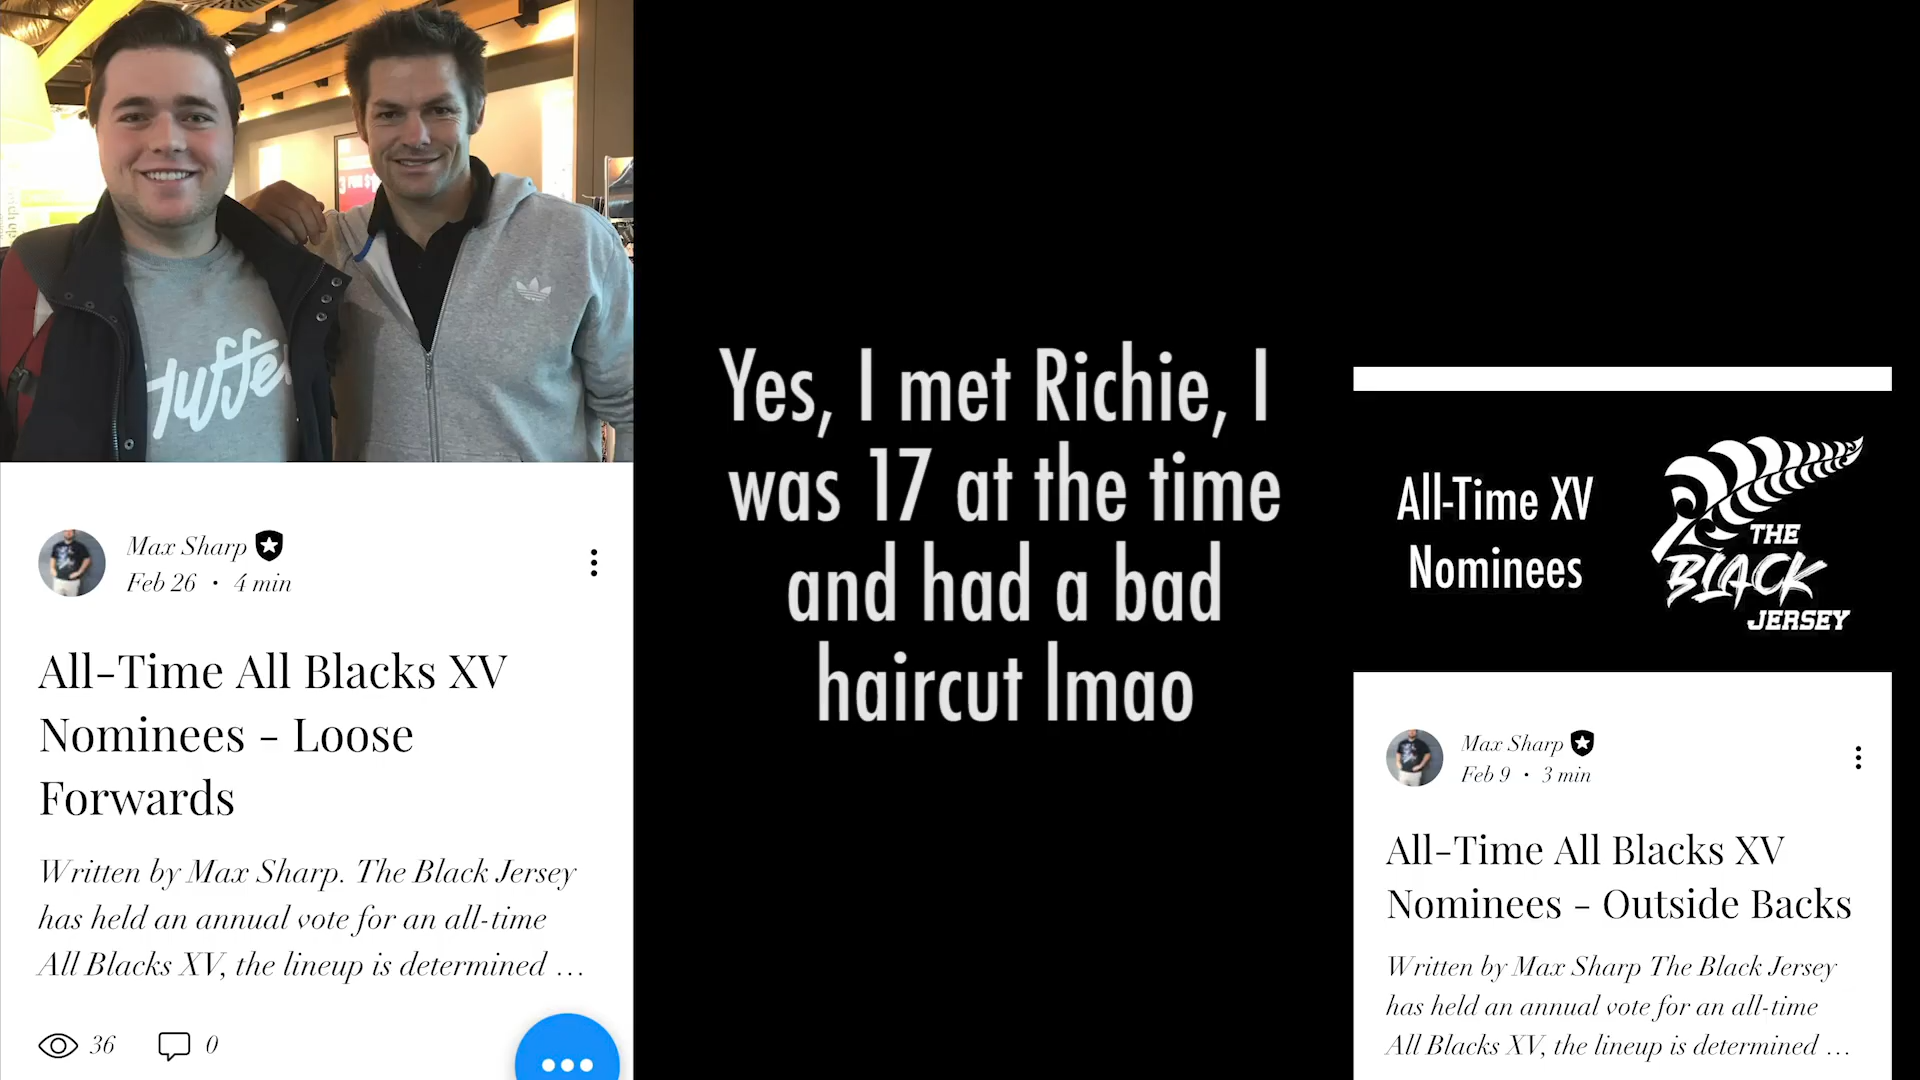 Huffe
Max Sharp
Feb 26 • 4 min
All-Time All Blacks XV
Nominees - Loose
Forwards
Written by Max Sharp. The Black Jersey
has held an annual vote for an all-time
All Blacks XV, the lineup is determined …
36
0
Yes, I met Richie, I
was 17 at the time
and had a bad
haircut lmao
All-Time XV
Nominees
THE
BLACK
JERSEY
Max Sharp
Feb 9 • 3 min
All-Time All Blacks XV
Nominees - Outside Backs
Written by Max Sharp The Black Jersey
has held an annual vote for an all-time
All Blacks XV, the lineup is determined …